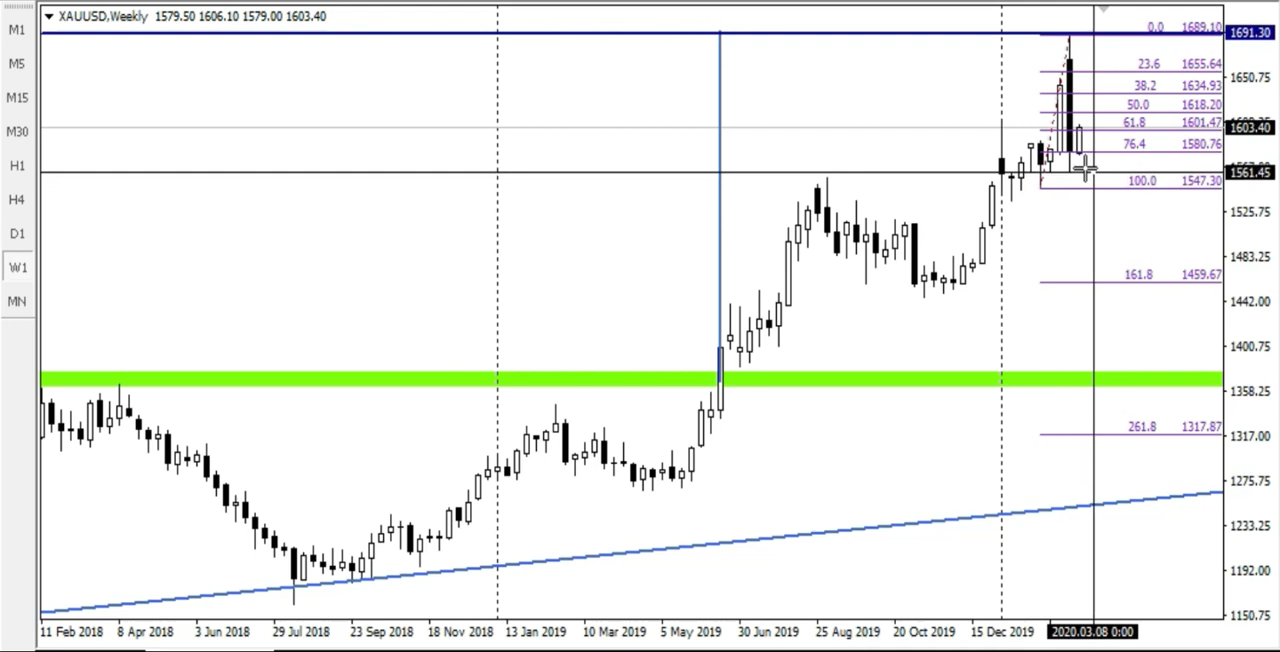 XAUUSD,Weekly 1579.50 1606.10 1579.00 1603.40
M1
M5
M15
M30
H1
H4
D1
W1
MN
0.0 1689.10
23.6 1655.64
38.2 1634.93
50.0 1618.20
61.8 1601.47
76.4 1580.76
100.0 1547.30
161.8 1459.67
261.8 1317.87
1691.30
1650.75
1603.40
1561.45
1525.75
1483.25
1442.00
1400.75
1358.25
1317.00
1275.75
1233.25
1192.00
1150.75
11 Feb 2018 8 Apr 2018 3 Jun 2018 29 Jul 2018 23 Sep 2018 18 Nov 2018 13 Jan 2019 10 Mar 2019 5 May 2019 30 Jun 2019 25 Aug 2019 20 Oct 2019 15 Dec 2019 2020.03.08 0:00